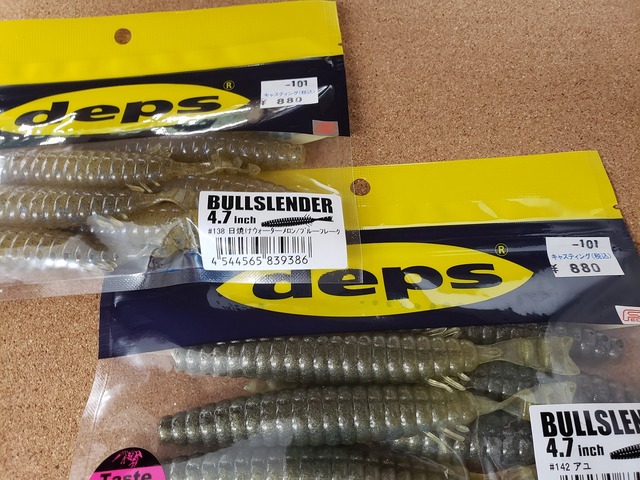 deps®
-101
キャスティング(税込)
¥ 880
BULLSLENDER
4.7 inch
#138 日焼けウォーターメロン/ブルーフレーク
4 544565 839386
deps®
-101
キャスティング(税込)
¥ 880
BULLSLEN
4.7 inch
#142 アユ
Taste